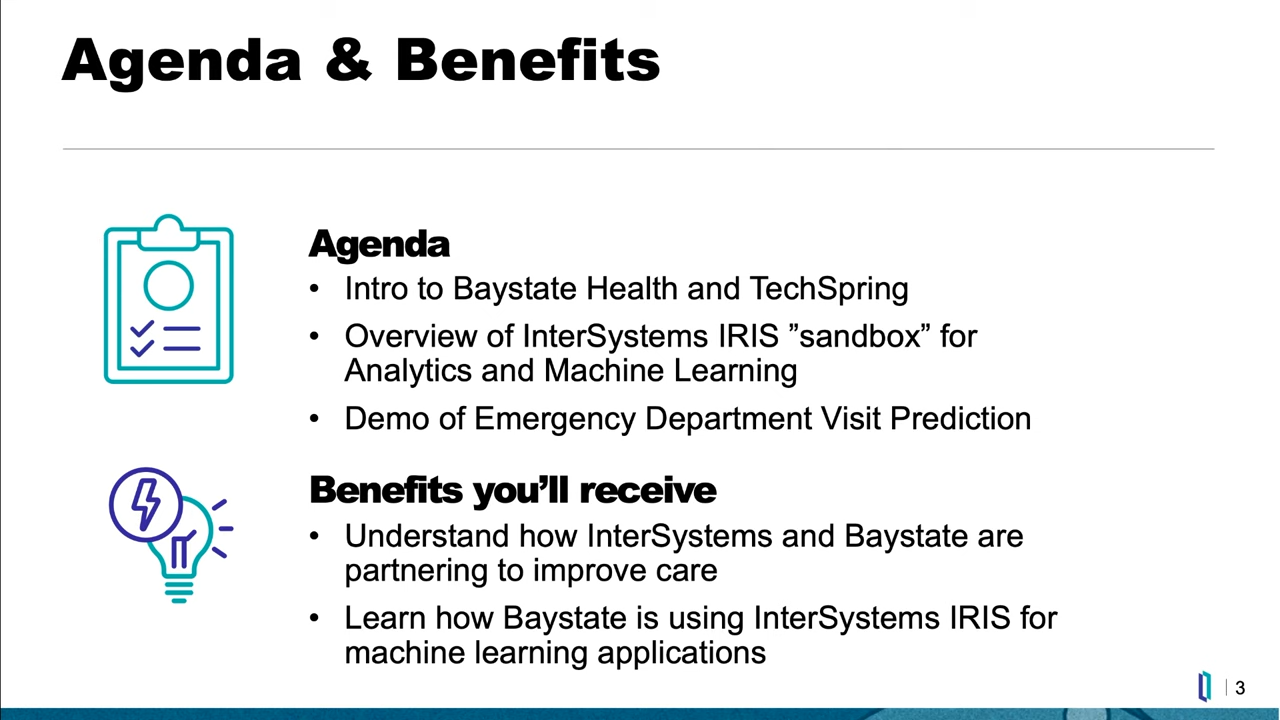 Agenda & Benefits
Agenda
• Intro to Baystate Health and TechSpring
• Overview of InterSystems IRIS ”sandbox” for
Analytics and Machine Learning
• Demo of Emergency Department Visit Prediction
Benefits you’ll receive
• Understand how InterSystems and Baystate are
partnering to improve care
• Learn how Baystate is using InterSystems IRIS for
machine learning applications
3